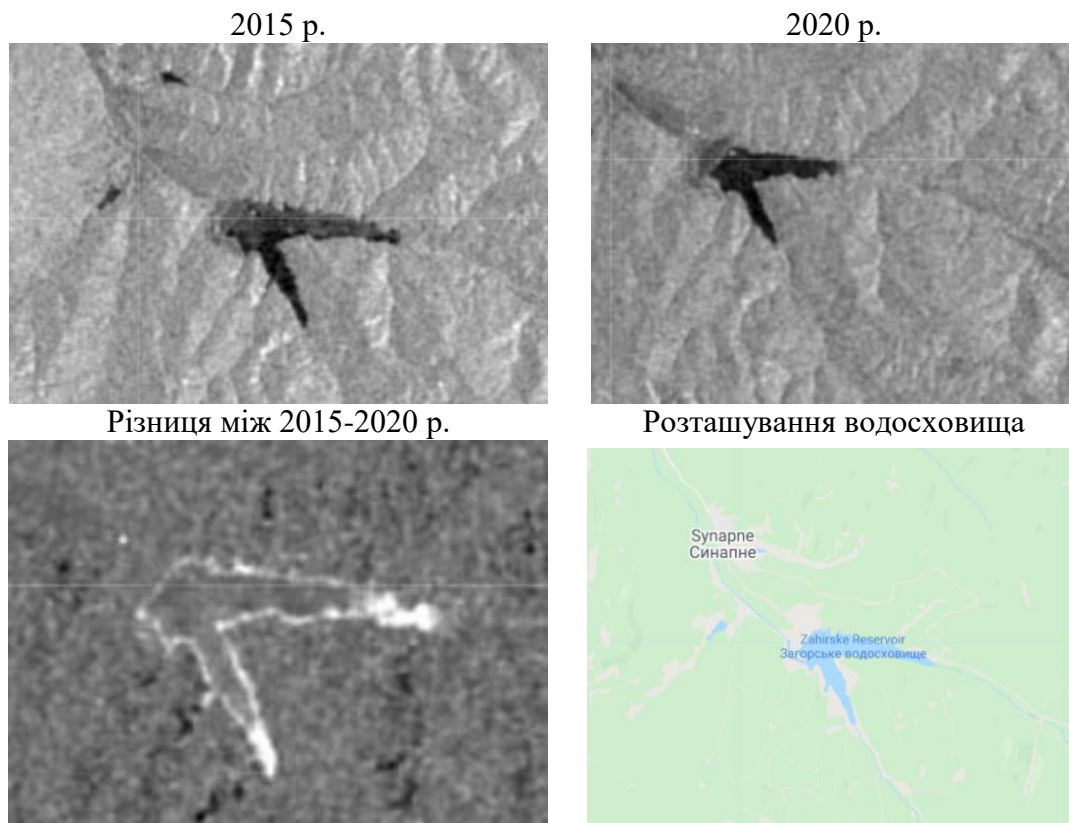 2015 р.
2020 р.
Різниця між 2015-2020 р.
Розташування водосховища
Synapne
Синапне
Zahirske Reservoir
Загорське водосховище